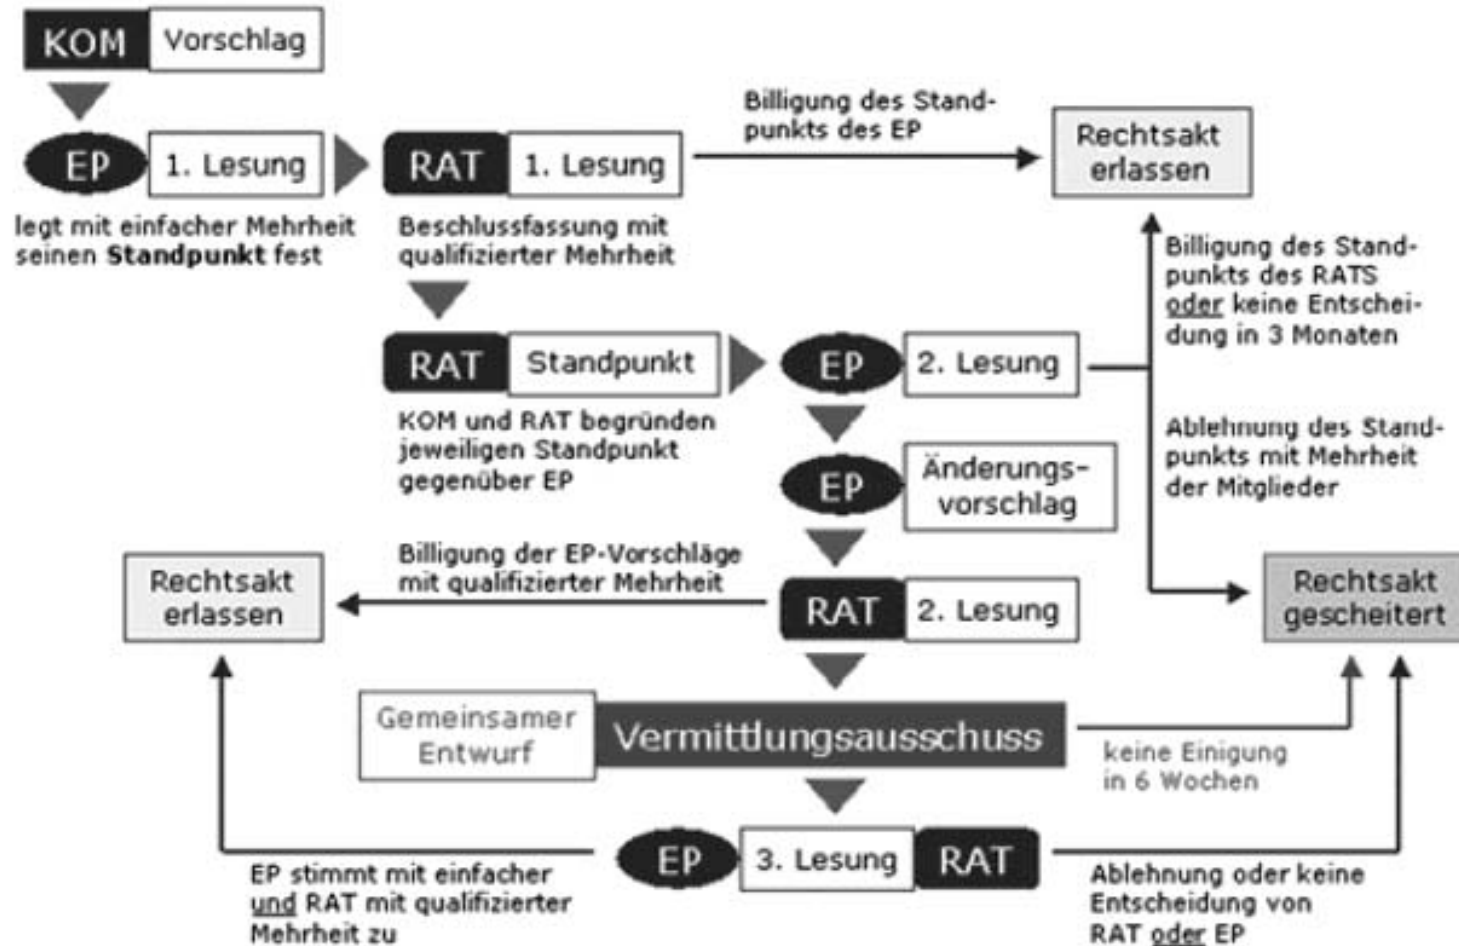 KOM Vorschlag
EP 1. Lesung
legt mit einfacher Mehrheit
seinen Standpunkt fest
RAT 1. Lesung
Beschlussfassung mit
qualifizierter Mehrheit
Billigung des Stand-
punkts des EP
Rechtsakt
erlassen
RAT Standpunkt
KOM und RAT begründen
jeweiligen Standpunkt
gegenüber EP
EP 2. Lesung
Billigung des Stand-
punkts des RATS
oder keine Entschei-
dung in 3 Monaten
Ablehnung des Stand-
punkts mit Mehrheit
der Mitglieder
EP Änderungs-
vorschlag
Billigung der EP-Vorschläge
mit qualifizierter Mehrheit
Rechtsakt
erlassen
RAT 2. Lesung
Rechtsakt
gescheitert
Gemeinsamer
Entwurf
Vermittlungsausschuss
keine Einigung
in 6 Wochen
EP 3. Lesung RAT
EP stimmt mit einfacher
und RAT mit qualifizierter
Mehrheit zu
Ablehnung oder keine
Entscheidung von
RAT oder EP